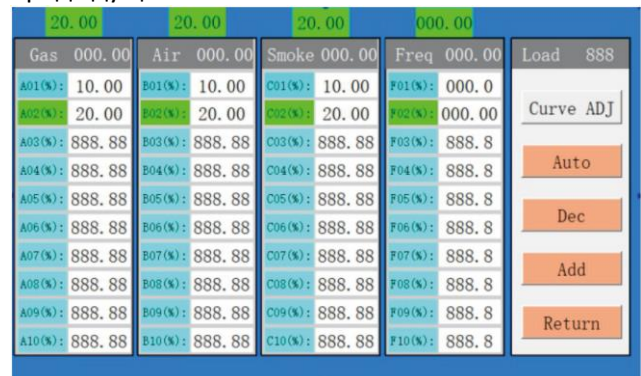 20.00 20.00 20.00 000.00
Gas 000.00 Air 000.00 Smoke 000.00 Freq 000.00 Load 888
A01(%): 10.00 B01(%): 10.00 C01(%): 10.00 F01(%): 000.0
A02(%): 20.00 B02(%): 20.00 C02(%): 20.00 F02(%): 000.00 Curve ADJ
A03(%): 888.88 B03(%): 888.88 C03(%): 888.88 F03(%): 888.8
A04(%): 888.88 B04(%): 888.88 C04(%): 888.88 F04(%): 888.8 Auto
A05(%): 888.88 B05(%): 888.88 C05(%): 888.88 F05(%): 888.8
A06(%): 888.88 B06(%): 888.88 C06(%): 888.88 F06(%): 888.8 Dec
A07(%): 888.88 B07(%): 888.88 C07(%): 888.88 F07(%): 888.8
A08(%): 888.88 B08(%): 888.88 C08(%): 888.88 F08(%): 888.8 Add
A09(%): 888.88 B09(%): 888.88 C09(%): 888.88 F09(%): 888.8
A10(%): 888.88 B10(%): 888.88 C10(%): 888.88 F10(%): 888.8 Return